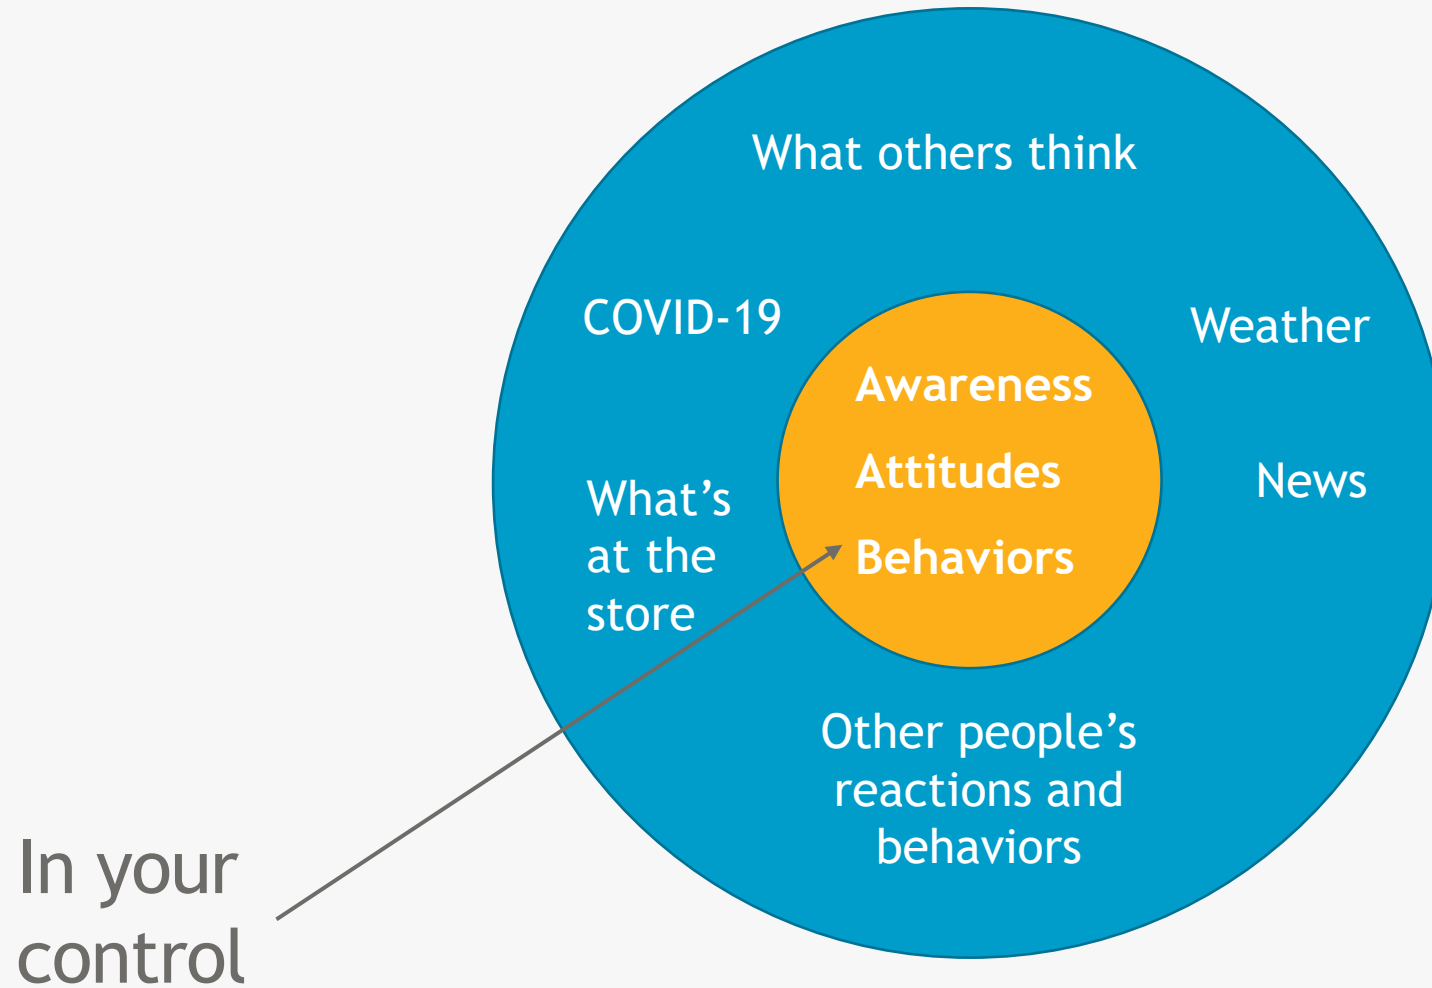 What others think
COVID-19
Weather
Awareness
Attitudes
Behaviors
News
What’s
at the
store
Other people’s
reactions and
behaviors
In your
control